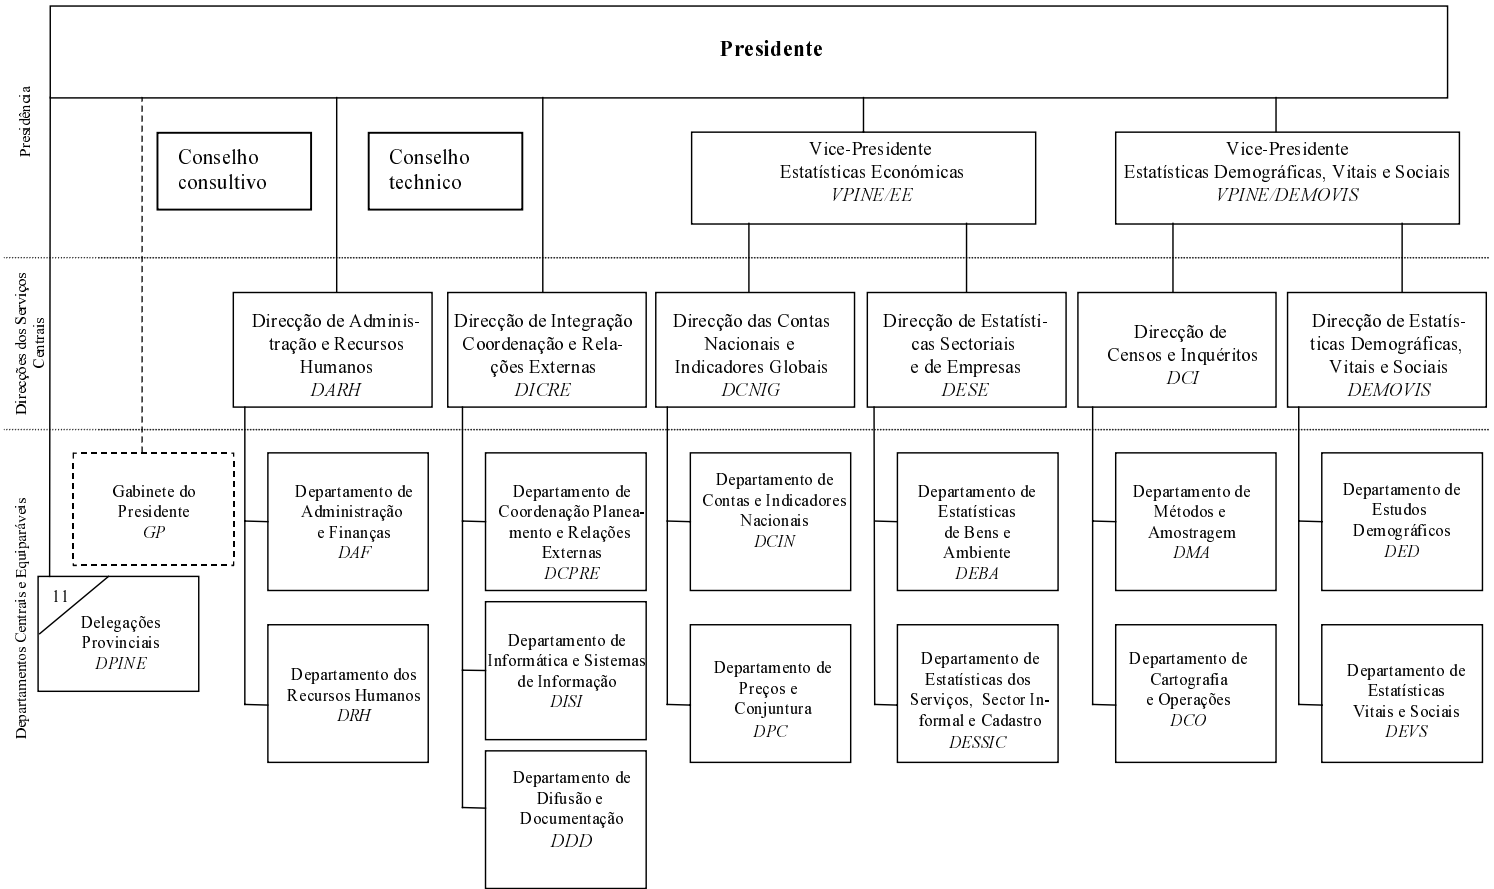 Presidente
Presidência
Conselho
consultivo
Conselho
technico
Vice-Presidente
Estatísticas Económicas
VPINE/EE
Vice-Presidente
Estatísticas Demográficas, Vitais e Sociais
VPINE/DEMOVIS
Direcções dos Serviços
Centrais
Direcção de Adminis-
tração e Recursos
Humanos
DARH
Direcção de Integração
Coordenação e Rela-
ções Externas
DICRE
Direcção das Contas
Nacionais e
Indicadores Globais
DCNIG
Direcção de Estatísti-
cas Sectoriais
e de Empresas
DESE
Direcção de
Censos e Inquéritos
DCI
Direcção de Estatís-
ticas Demográficas,
Vitais e Sociais
DEMOVIS
Departamentos Centrais e Equiparáveis
Gabinete do
Presidente
GP
11
Delegações
Provinciais
DPINE
Departamento de
Administração
e Finanças
DAF
Departamento dos
Recursos Humanos
DRH
Departamento de
Coordenação Planea-
mento e Relações
Externas
DCPRE
Departamento de
Informática e Sistemas
de Informação
DISI
Departamento de
Difusão e
Documentação
DDD
Departamento de
Contas e Indicadores
Nacionais
DCIN
Departamento de
Preços e
Conjuntura
DPC
Departamento de
Estatísticas
de Bens e
Ambiente
DEBA
Departamento de
Estatísticas dos
Serviços, Sector In-
formal e Cadastro
DESSIC
Departamento de
Métodos e
Amostragem
DMA
Departamento de
Cartografia
e Operações
DCO
Departamento de
Estudos
Demográficos
DED
Departamento de
Estatísticas
Vitais e Sociais
DEVS